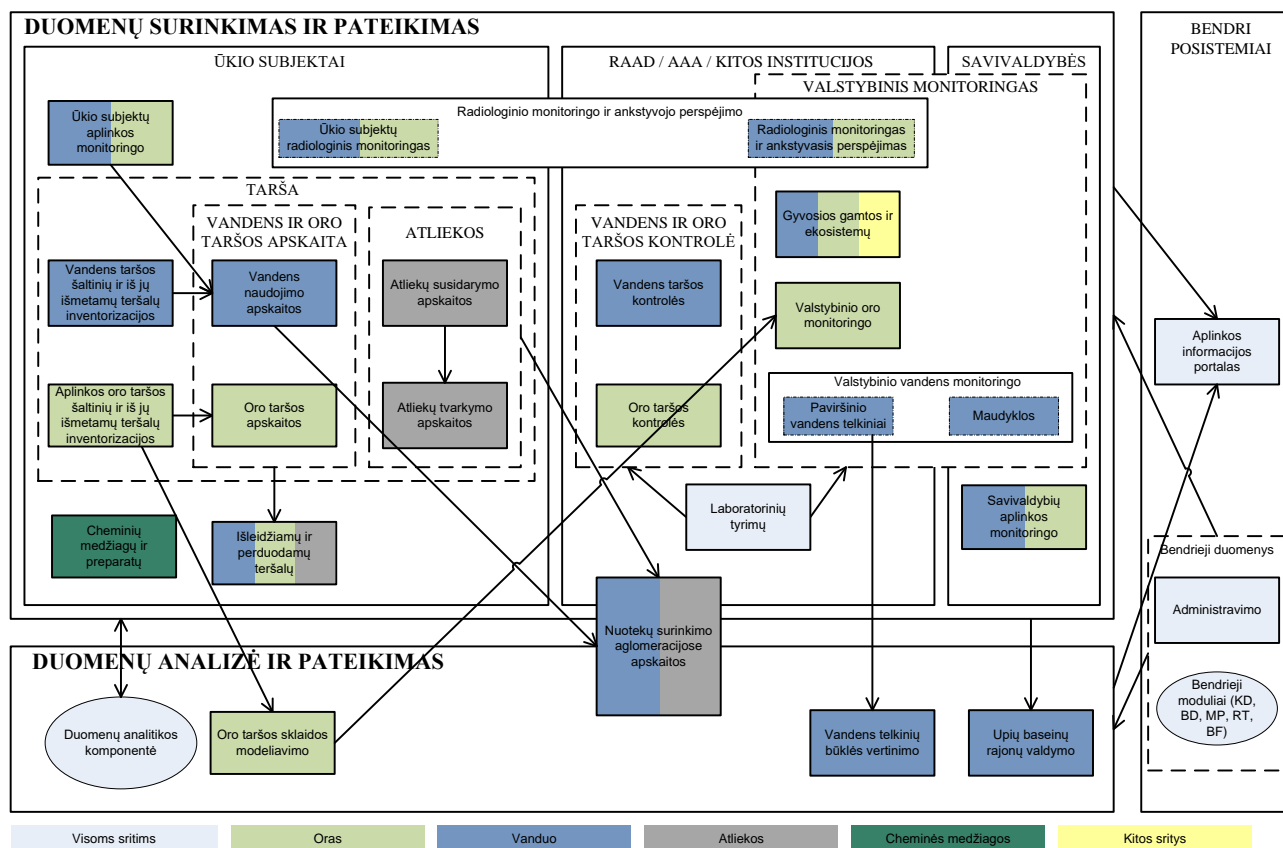 DUOMENŲ SURINKIMAS IR PATEIKIMAS
BENDRI
POSISTEMIAI
ŪKIO SUBJEKTAI
RAAD / AAA / KITOS INSTITUCIJOS
SAVIVALDYBĖS
VALSTYBINIS MONITORINGAS
Ūkio subjektų
aplinkos
monitoringo
Radiologinio monitoringo ir ankstyvojo perspėjimo
Ūkio subjektų
radiologinis monitoringas
Radiologinis monitoringas
ir ankstyvasis perspėjimas
TARŠA
VANDENS IR ORO
TARŠOS APSKAITA
ATLIEKOS
VANDENS IR ORO
TARŠOS KONTROLĖ
Gyvosios gamtos ir
ekosistemų
Vandens taršos
šaltinių ir iš jų
išmetamų teršalų
inventorizacijos
Vandens
naudojimo
apskaitos
Atliekų susidarymo
apskaitos
Vandens taršos
kontrolės
Valstybinio oro
monitoringo
Aplinkos
informacijos
portalas
Aplinkos oro taršos
šaltinių ir iš jų
išmetamų teršalų
inventorizacijos
Oro taršos
apskaitos
Atliekų tvarkymo
apskaitos
Oro taršos
kontrolės
Valstybinio vandens monitoringo
Paviršinio
vandens telkiniai
Maudyklos
Cheminių
medžiagų ir
preparatų
Išleidžiamų ir
perduodamų
teršalų
Laboratorinių
tyrimų
Savivaldybių
aplinkos
monitoringo
Bendrieji duomenys
Administravimo
Nuotekų surinkimo
aglomeracijose
apskaitos
DUOMENŲ ANALIZĖ IR PATEIKIMAS
Duomenų analitikos
komponentė
Oro taršos sklaidos
modeliavimo
Vandens telkinių
būklės vertinimo
Upių baseinų
rajonų valdymo
Bendrieji
moduliai (KD,
BD, MP, RT,
BF)
Visoms sritims
Oras
Vanduo
Atliekos
Cheminės medžiagos
Kitos sritys